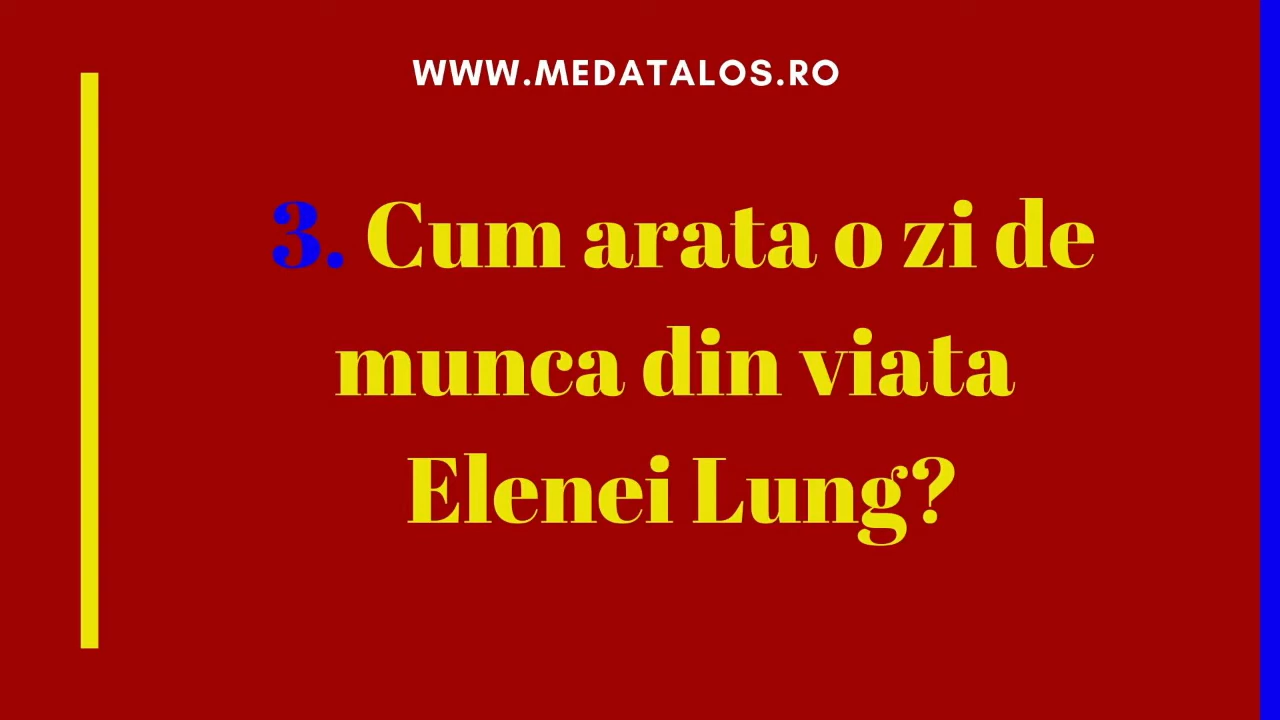 WWW.MEDATALOS.RO
3. Cum arata o zi de
munca din viata
Elenei Lung?